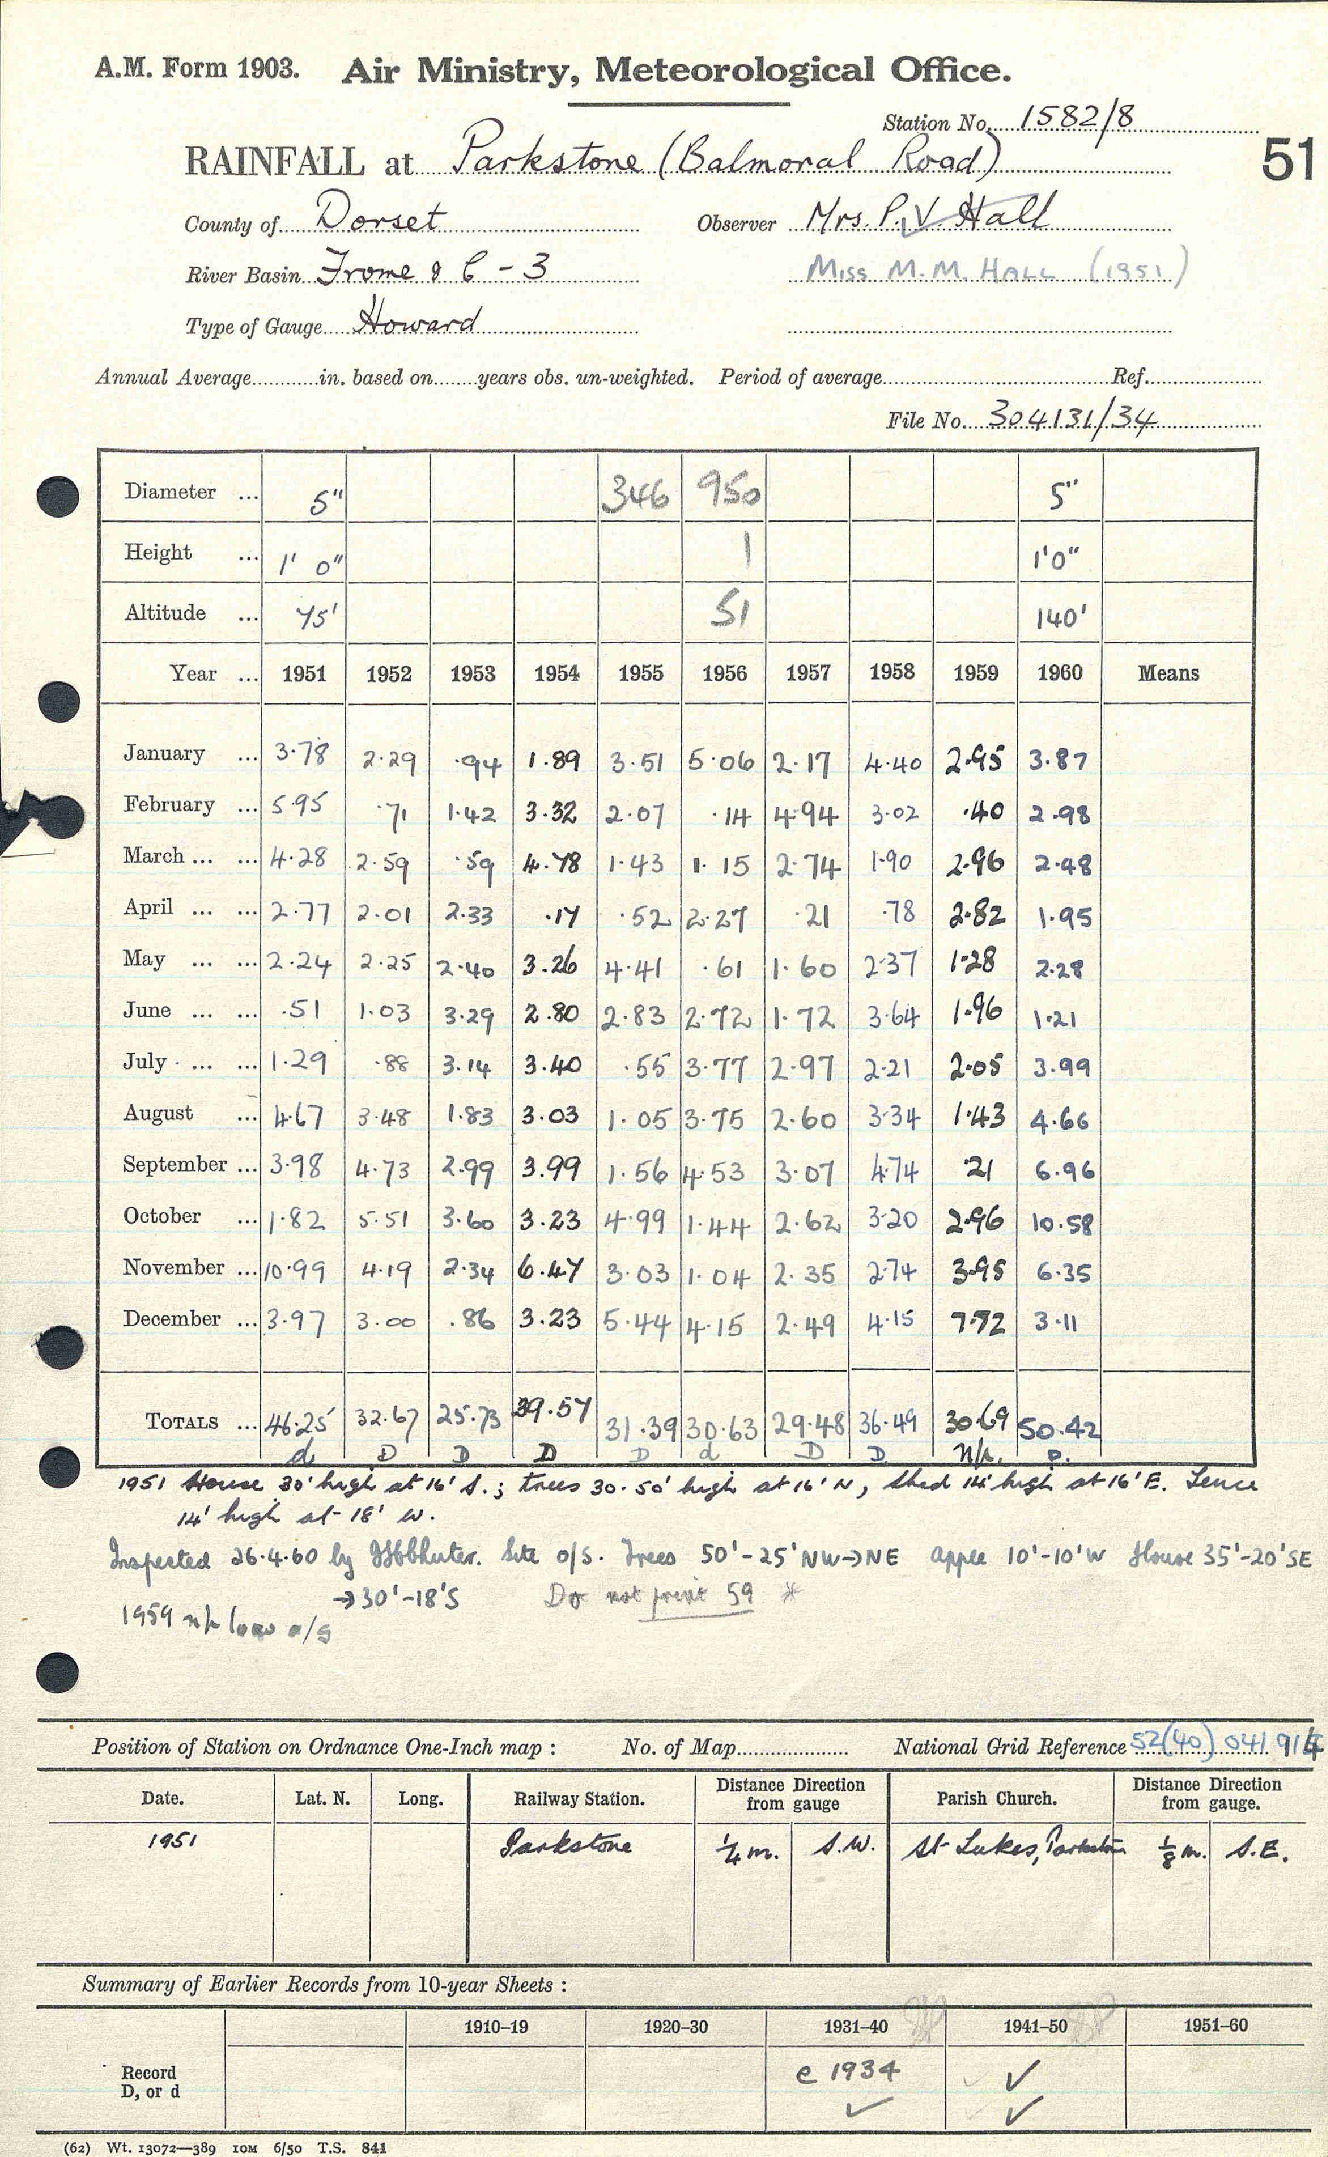 A.M. Form 1903. Air Ministry, Meteorological Office.
Station No. 1582/8
51
RAINFALL at Parkstone (Balmoral Road)
County of Dorset Observer Mrs. P. V. Hall
River Basin Frome & C - 3 Miss M. M. HALL (1951)
Type of Gauge Howard
Annual Average in. based on years obs. un-weighted. Period of average Ref.
File No. 304131/34
Diameter ... 5" 346 950 5"
Height ... 1' 0" 1 1'0"
Altitude ... 75' 51 140'
Year ... 1951 1952 1953 1954 1955 1956 1957 1958 1959 1960 Means
January ... 3.78 2.29 .94 1.89 3.51 5.06 2.17 4.40 2.95 3.87
February ... 5.95 .71 1.42 3.32 2.07 .14 4.94 3.02 .40 2.98
March ... ... 4.28 2.59 .59 4.78 1.43 1.15 2.74 1.90 2.96 2.48
April ... ... 2.77 2.01 2.33 .17 .52 2.27 .21 .78 2.82 1.95
May ... ... 2.24 2.25 2.40 3.26 4.41 .61 1.60 2.37 1.28 2.28
June ... ... .51 1.03 3.29 2.80 2.83 2.72 1.72 3.64 1.96 1.21
July ... ... 1.29 .88 3.14 3.40 .55 3.77 2.97 2.21 2.05 3.99
August ... 4.67 3.48 1.83 3.03 1.05 3.75 2.60 3.34 1.43 4.66
September ... 3.98 4.73 2.99 3.99 1.56 4.53 3.07 4.74 .21 6.96
October ... 1.82 5.51 3.60 3.23 4.99 1.44 2.62 3.20 2.96 10.58
November ... 10.99 4.19 2.34 6.47 3.03 1.04 2.35 2.74 3.95 6.35
December ... 3.97 3.00 .86 3.23 5.44 4.15 2.49 4.15 7.72 3.11
TOTALS ... 46.25 32.67 25.73 39.57 31.39 30.63 29.48 36.49 30.69 50.42
d D D D D d D D n/p. D.
1951 House 30' high at 16' S.; trees 30-50' high at 16' N, shed 14' high at 16' E. Fence
14' high at 18' W.
Inspected 26.4.60 by Site o/s. Trees 50'-25' NW→NE apple 10'-10'W House 35'-20'SE
→30'-18'S Do not print 59 *
1959 n/p low o/s
Position of Station on Ordnance One-Inch map : No. of Map National Grid Reference 52(40) 041 914
Date. Lat. N. Long. Railway Station. Distance Direction from gauge Parish Church. Distance Direction from gauge.
1951 Parkstone ¼ m. S.W. St Lukes, Parkstone ⅛ m. S.E.
Summary of Earlier Records from 10-year Sheets :
1910–19 1920–30 1931–40 1941–50 1951–60
Record D, or d c 1934 ✓
✓ ✓
(62) Wt. 13072—389 10M 6/50 T.S. 841